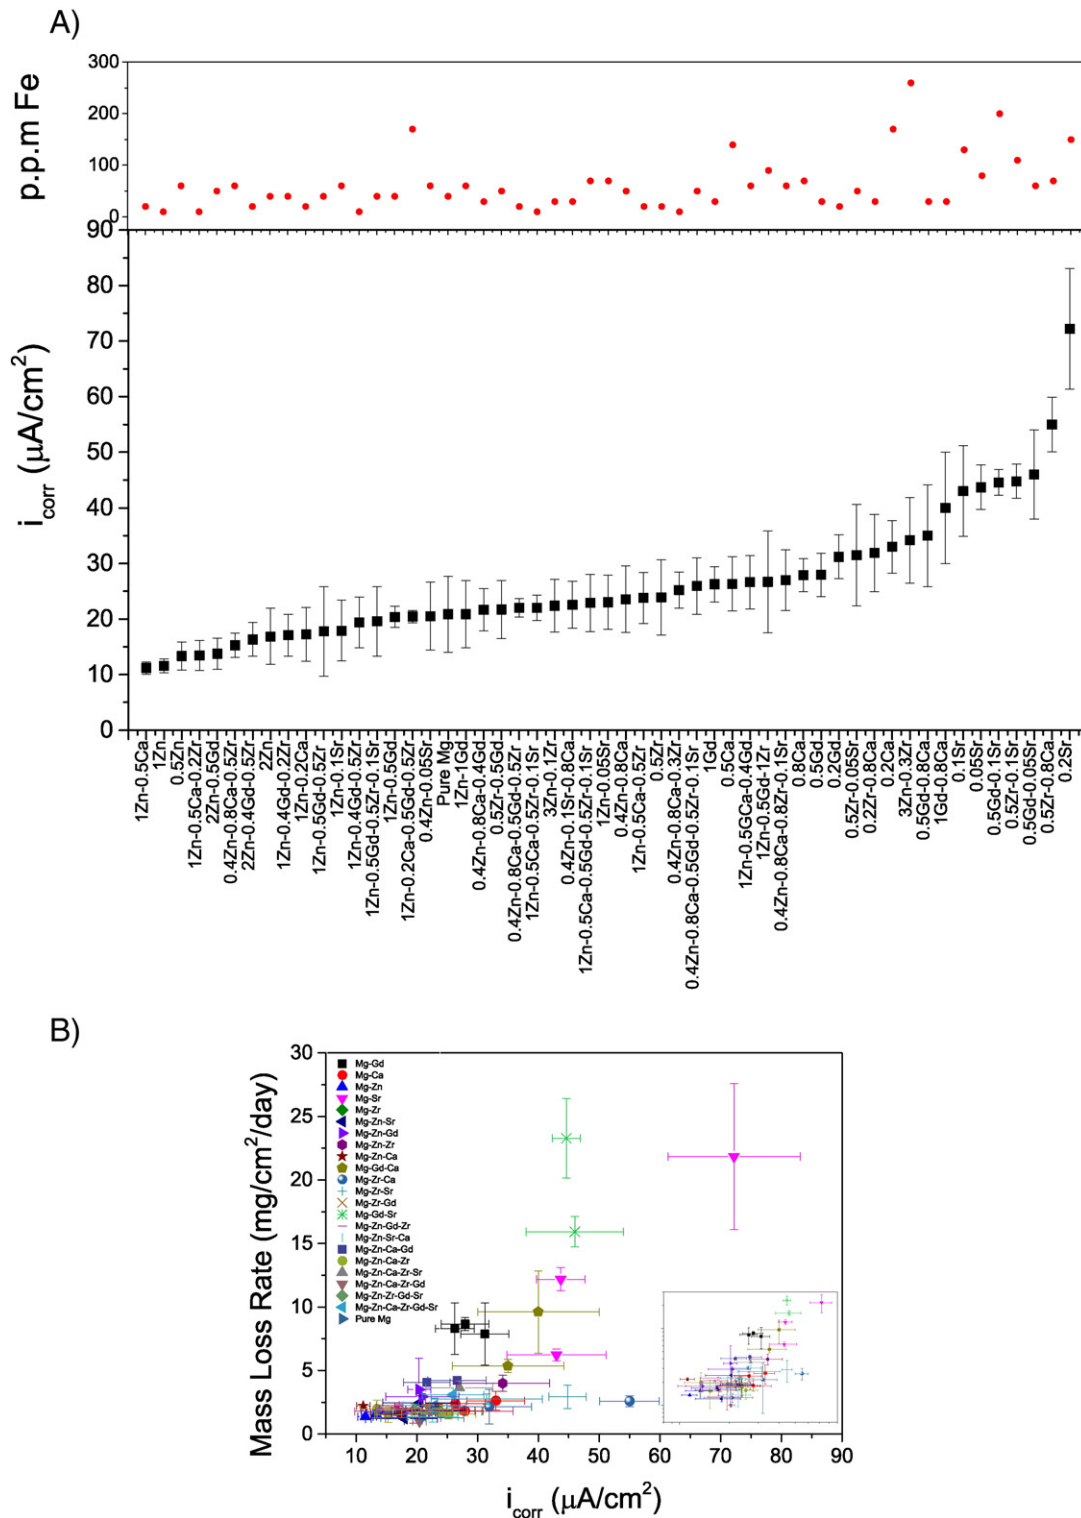 A)
p.p.m Fe
300
200
100
0
i_corr (μA/cm²)
90
80
70
60
50
40
30
20
10
0
1Zn-0.5Ca
1Zn
0.5Zn
1Zn-0.5Ca-0.2Zr
2Zn-0.5Gd
0.4Zn-0.8Ca-0.5Zr
2Zn-0.4Gd-0.5Zr
2Zn
1Zn-0.4Gd-0.2Zr
1Zn-0.2Ca
1Zn-0.5Gd-0.5Zr
1Zn-0.1Sr
1Zn-0.4Gd-0.5Zr
1Zn-0.5Gd-0.5Zr-0.1Sr
1Zn-0.5Gd
1Zn-0.2Ca-0.5Gd-0.5Zr
0.4Zn-0.05Sr
Pure Mg
1Zn-1Gd
0.4Zn-0.8Ca-0.4Gd
0.5Zr-0.5Gd
0.4Zn-0.8Ca-0.5Gd-0.5Zr
1Zn-0.5Ca-0.5Zr-0.1Sr
3Zn-0.1Zr
0.4Zn-0.1Sr-0.8Ca
1Zn-0.5Ca-0.5Gd-0.5Zr-0.1Sr
1Zn-0.05Sr
0.4Zn-0.8Ca
1Zn-0.5Ca-0.5Zr
0.5Zr
0.4Zn-0.8Ca-0.3Zr
0.4Zn-0.8Ca-0.5Gd-0.5Zr-0.1Sr
1Gd
0.5Ca
1Zn-0.5GCa-0.4Gd
1Zn-0.5Gd-1Zr
0.4Zn-0.8Ca-0.8Zr-0.1Sr
0.8Ca
0.5Gd
0.2Gd
0.5Zr-0.05Sr
0.2Zr-0.8Ca
0.2Ca
3Zn-0.3Zr
0.5Gd-0.8Ca
1Gd-0.8Ca
0.1Sr
0.05Sr
0.5Gd-0.1Sr
0.5Zr-0.1Sr
0.5Gd-0.05Sr
0.5Zr-0.8Ca
0.2Sr
B)
Mass Loss Rate (mg/cm²/day)
30
25
20
15
10
5
0
Mg-Gd
Mg-Ca
Mg-Zn
Mg-Sr
Mg-Zr
Mg-Zn-Sr
Mg-Zn-Gd
Mg-Zn-Zr
Mg-Zn-Ca
Mg-Gd-Ca
Mg-Zr-Ca
Mg-Zr-Sr
Mg-Zr-Gd
Mg-Gd-Sr
Mg-Zn-Gd-Zr
Mg-Zn-Sr-Ca
Mg-Zn-Ca-Gd
Mg-Zn-Ca-Zr
Mg-Zn-Ca-Zr-Sr
Mg-Zn-Ca-Zr-Gd
Mg-Zn-Zr-Gd-Sr
Mg-Zn-Ca-Zr-Gd-Sr
Pure Mg
10 20 30 40 50 60 70 80 90
i_corr (μA/cm²)